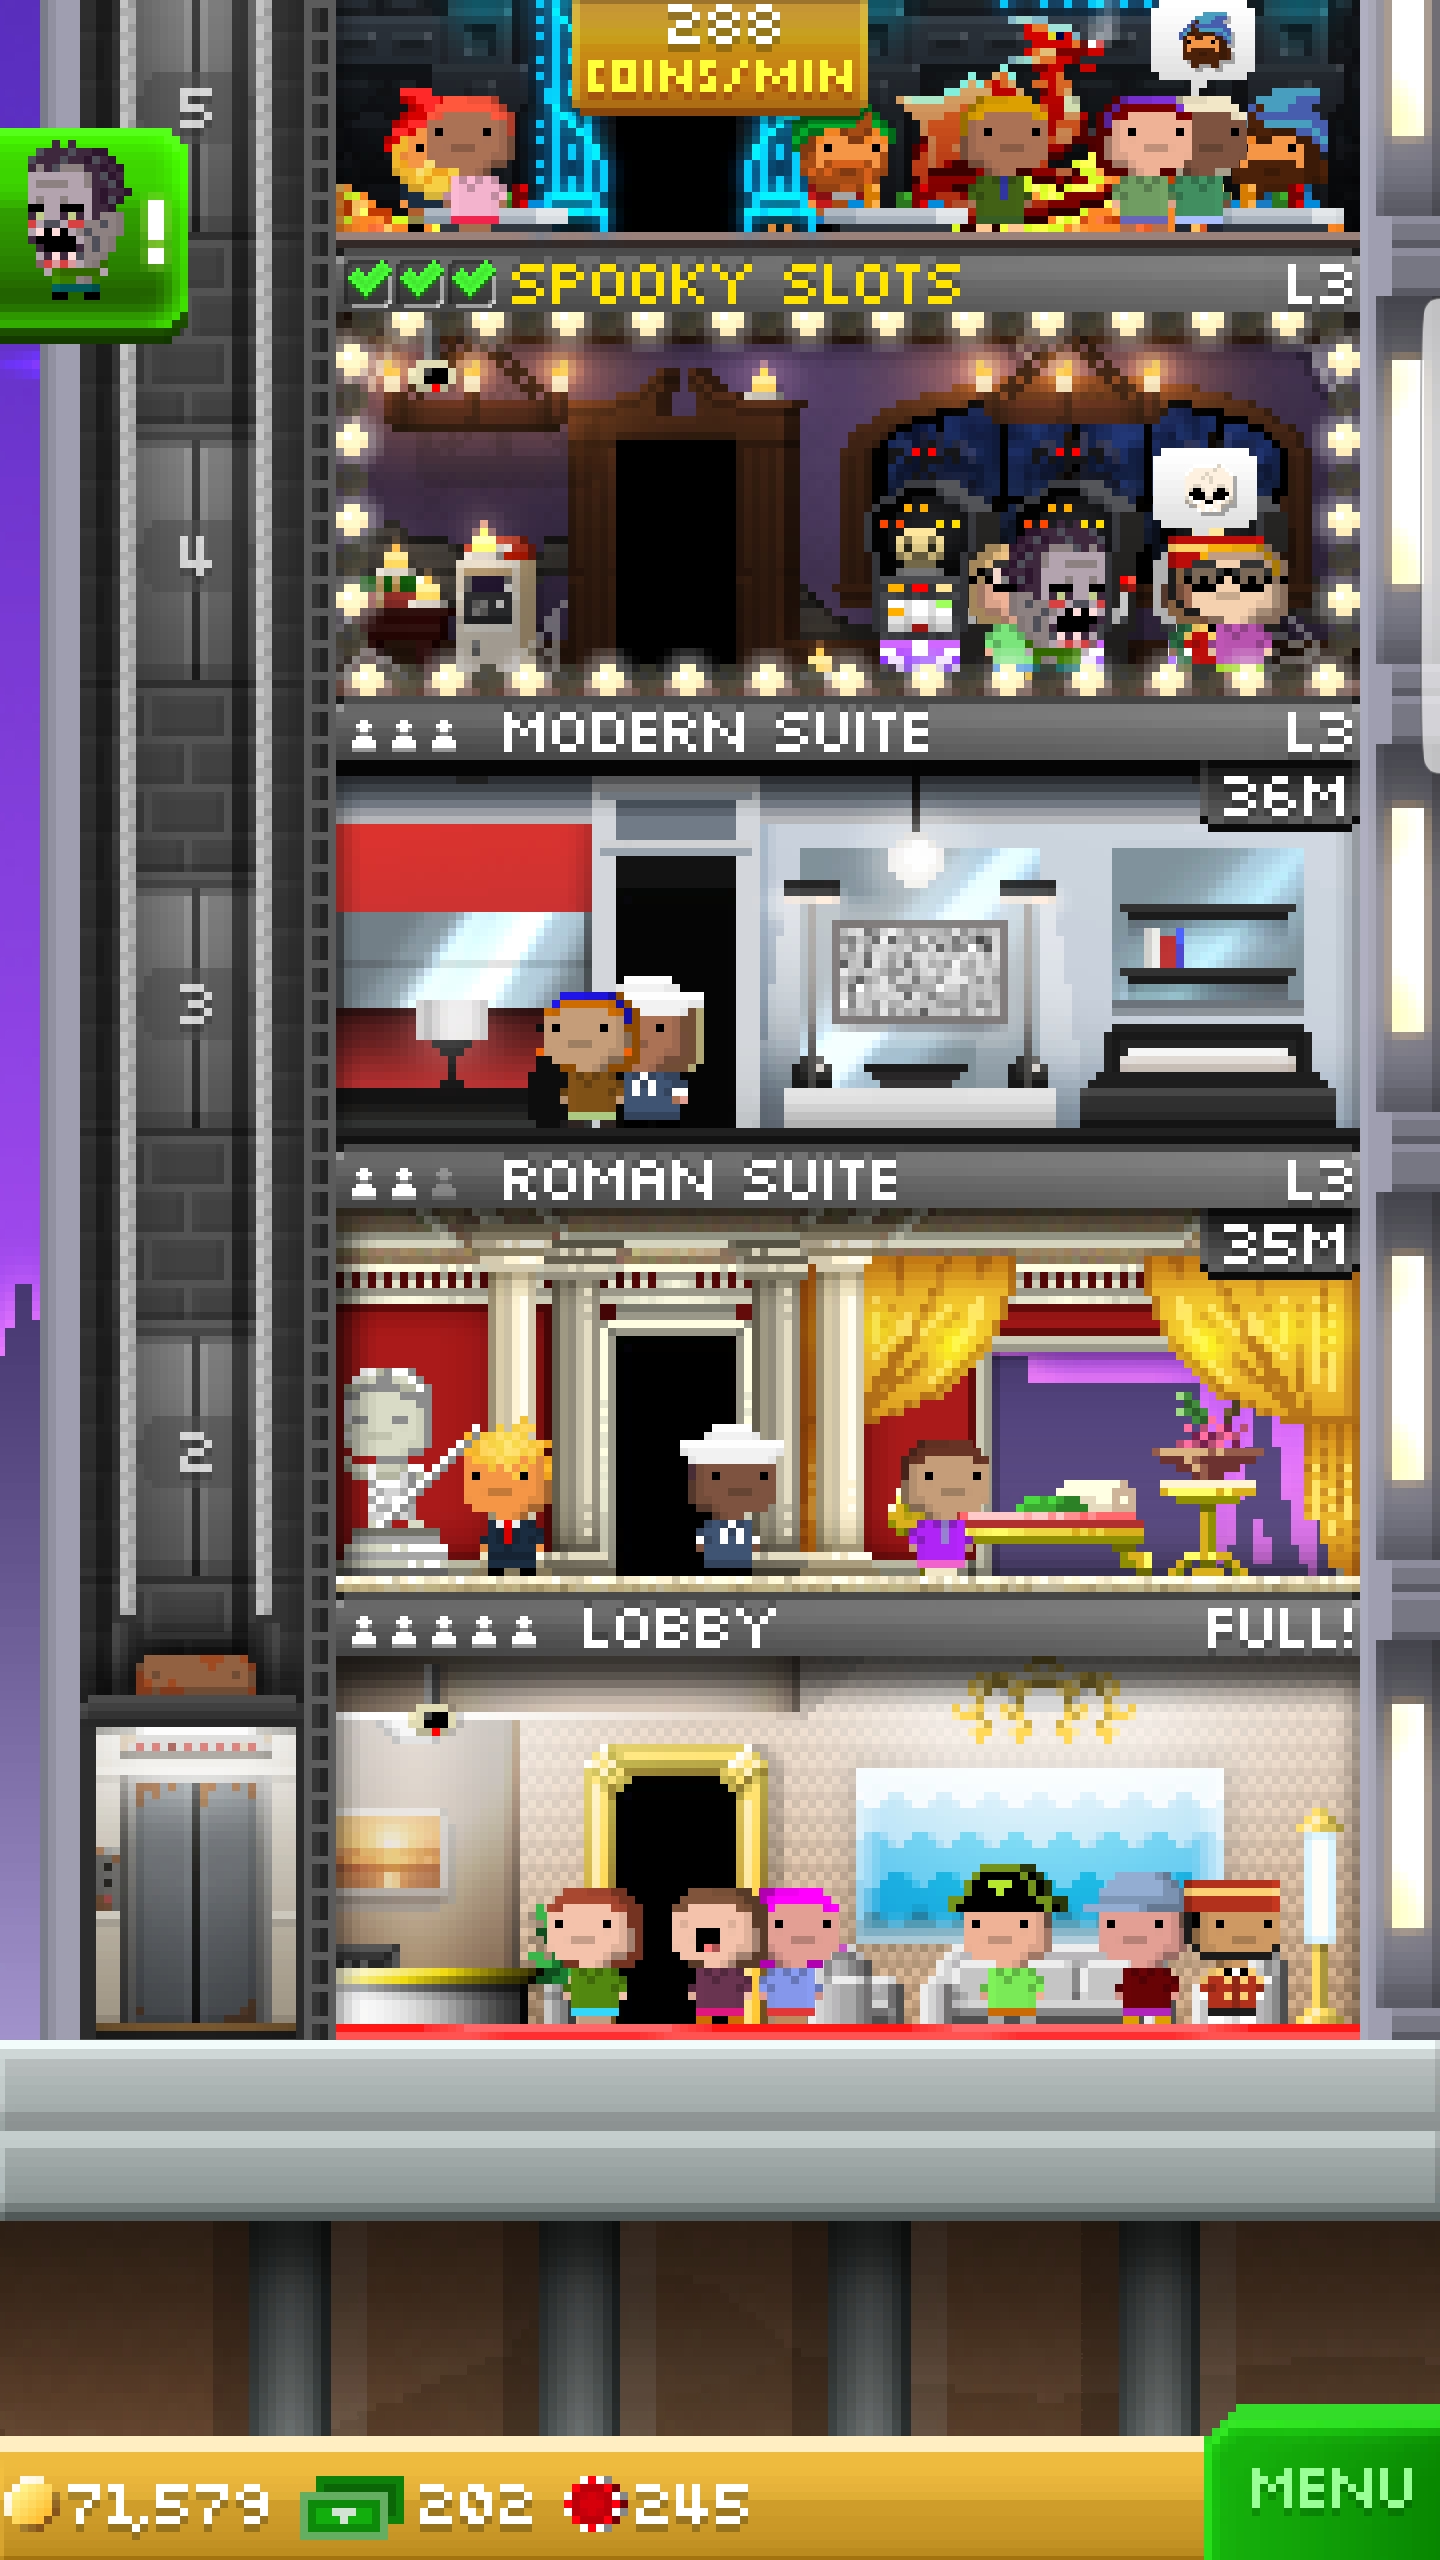 288
COINS/MIN
5
!
SPOOKY SLOTS L3
4
MODERN SUITE L3
36M
3
ROMAN SUITE L3
35M
2
LOBBY FULL!
71,579 202 245
MENU